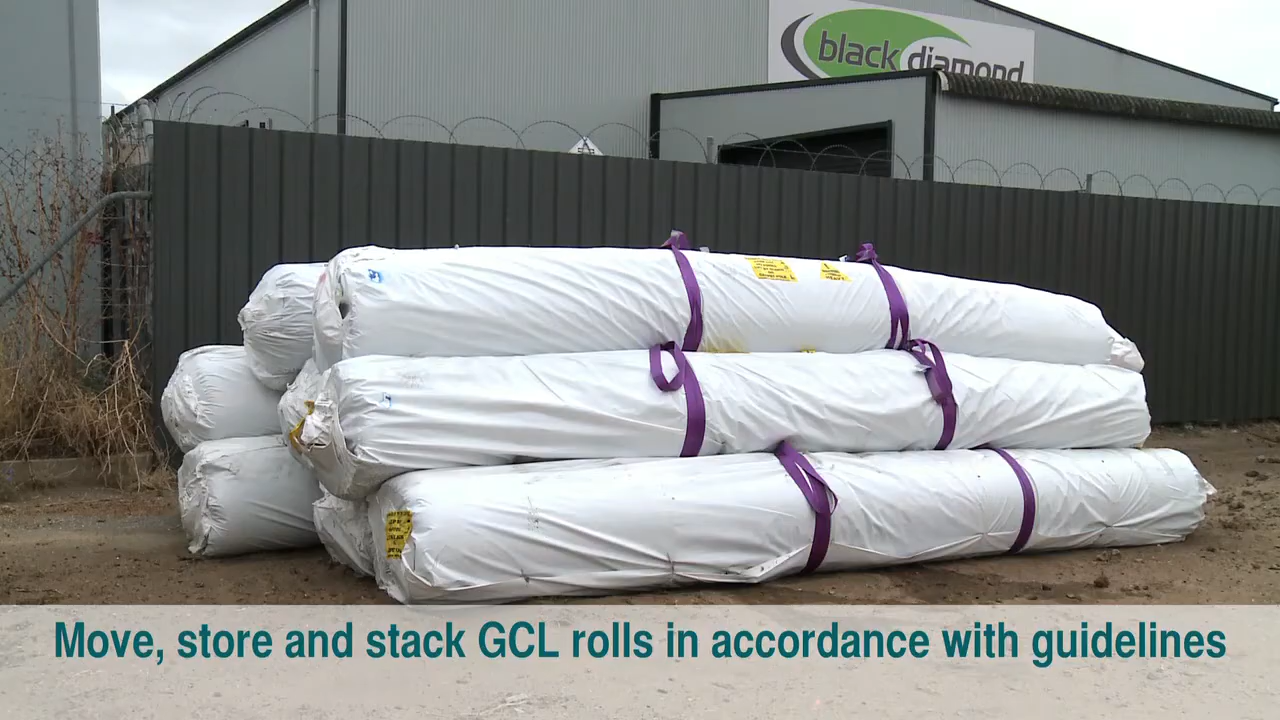 black diamond
Move, store and stack GCL rolls in accordance with guidelines